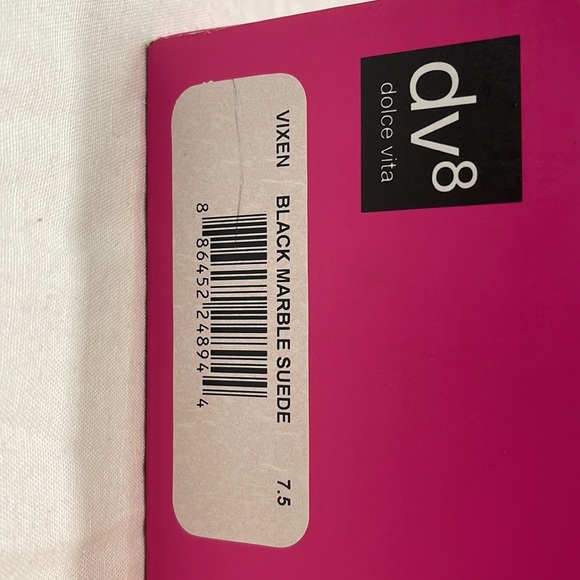 dv8
dolce vita
VIXEN BLACK MARBLE SUEDE 7.5
8 86452 24894 4